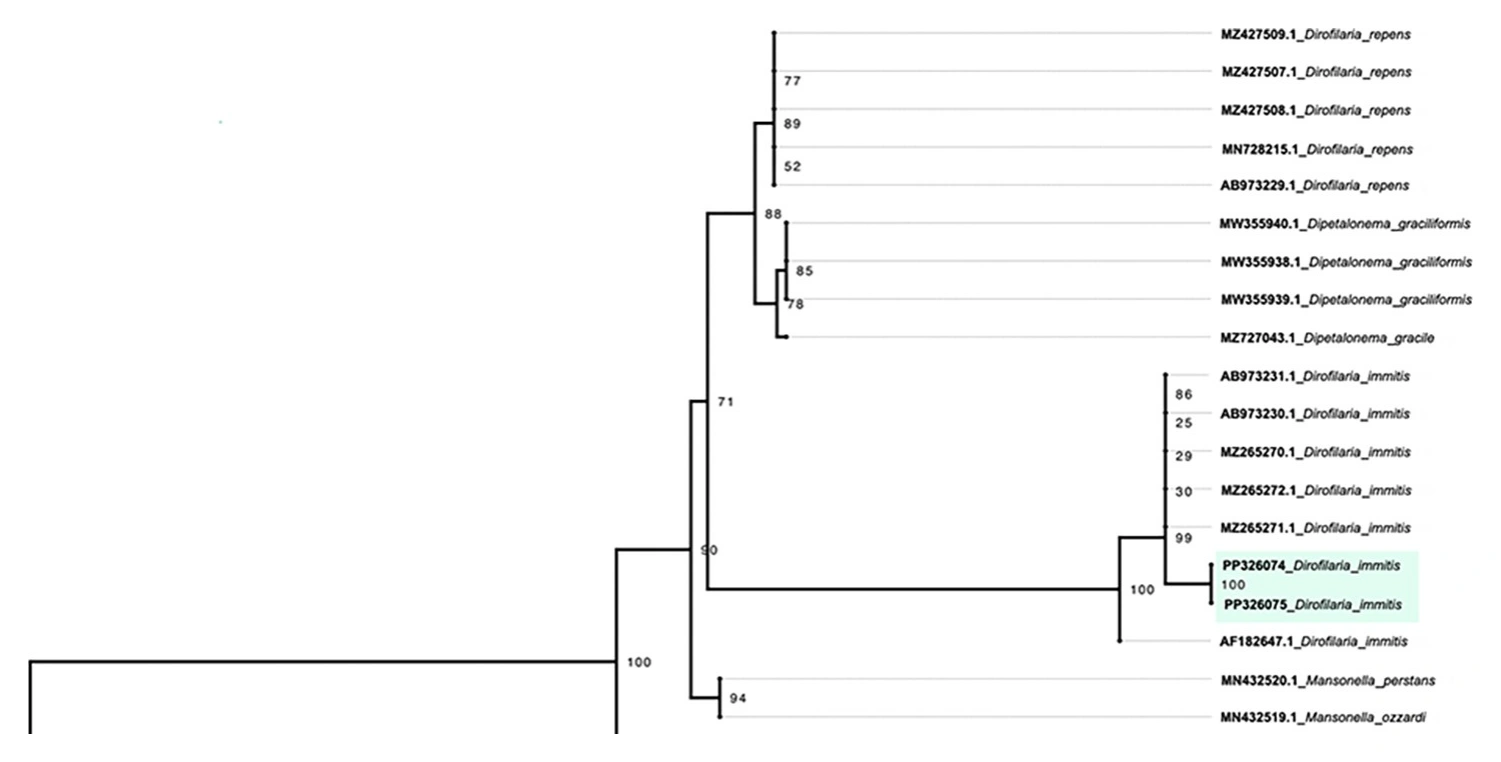 MZ427509.1_Dirofilaria_repens
MZ427507.1_Dirofilaria_repens
77
MZ427508.1_Dirofilaria_repens
89
MN728215.1_Dirofilaria_repens
52
AB973229.1_Dirofilaria_repens
88
MW355940.1_Dipetalonema_graciliformis
MW355938.1_Dipetalonema_graciliformis
85
MW355939.1_Dipetalonema_graciliformis
78
MZ727043.1_Dipetalonema_gracile
AB973231.1_Dirofilaria_immitis
86
71
AB973230.1_Dirofilaria_immitis
25
MZ265270.1_Dirofilaria_immitis
29
MZ265272.1_Dirofilaria_immitis
30
MZ265271.1_Dirofilaria_immitis
99
90
PP326074_Dirofilaria_immitis
100
100
PP326075_Dirofilaria_immitis
AF182647.1_Dirofilaria_immitis
100
MN432520.1_Mansonella_perstans
94
MN432519.1_Mansonella_ozzardi